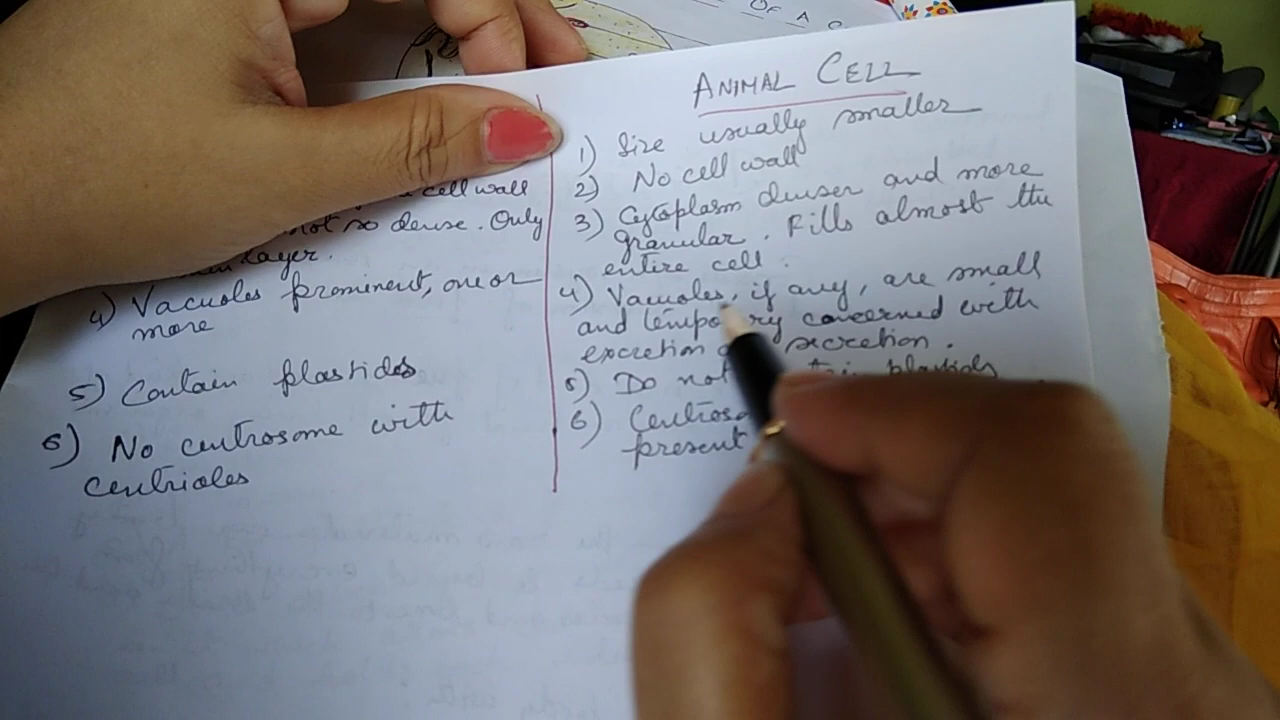 OF A
ANIMAL CELL
1) Size usually smaller
2) No cell wall
3) Cytoplasm denser and more
granular. Fills almost the
entire cell.
4) Vacuoles, if any, are small
and temporary concerned with
excretion secretion.
5) Do not plastids
6)
present
cell wall
not so dense. Only
layer.
4) Vacuoles prominent, one or
more
5) Contain plastids
6) No centrosome with
centrioles